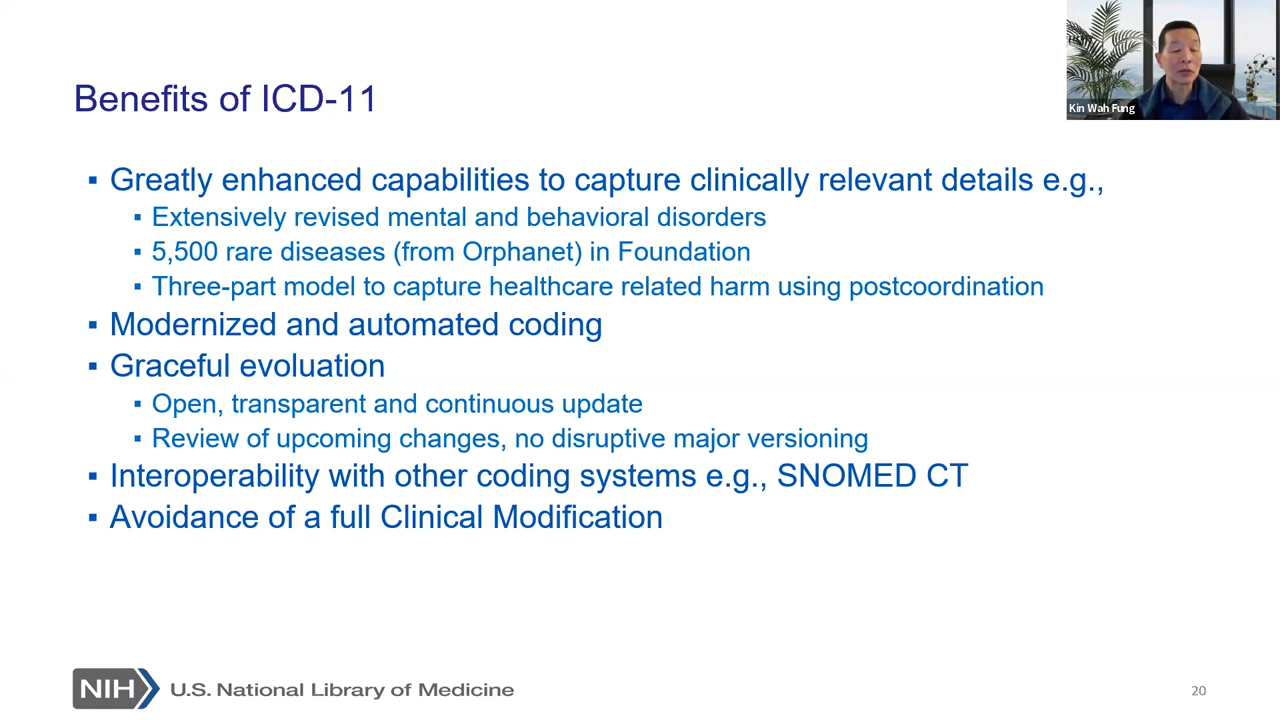 Kin Wah Fung
Benefits of ICD-11
▪ Greatly enhanced capabilities to capture clinically relevant details e.g.,
▪ Extensively revised mental and behavioral disorders
▪ 5,500 rare diseases (from Orphanet) in Foundation
▪ Three-part model to capture healthcare related harm using postcoordination
▪ Modernized and automated coding
▪ Graceful evoluation
▪ Open, transparent and continuous update
▪ Review of upcoming changes, no disruptive major versioning
▪ Interoperability with other coding systems e.g., SNOMED CT
▪ Avoidance of a full Clinical Modification
NIH U.S. National Library of Medicine
20